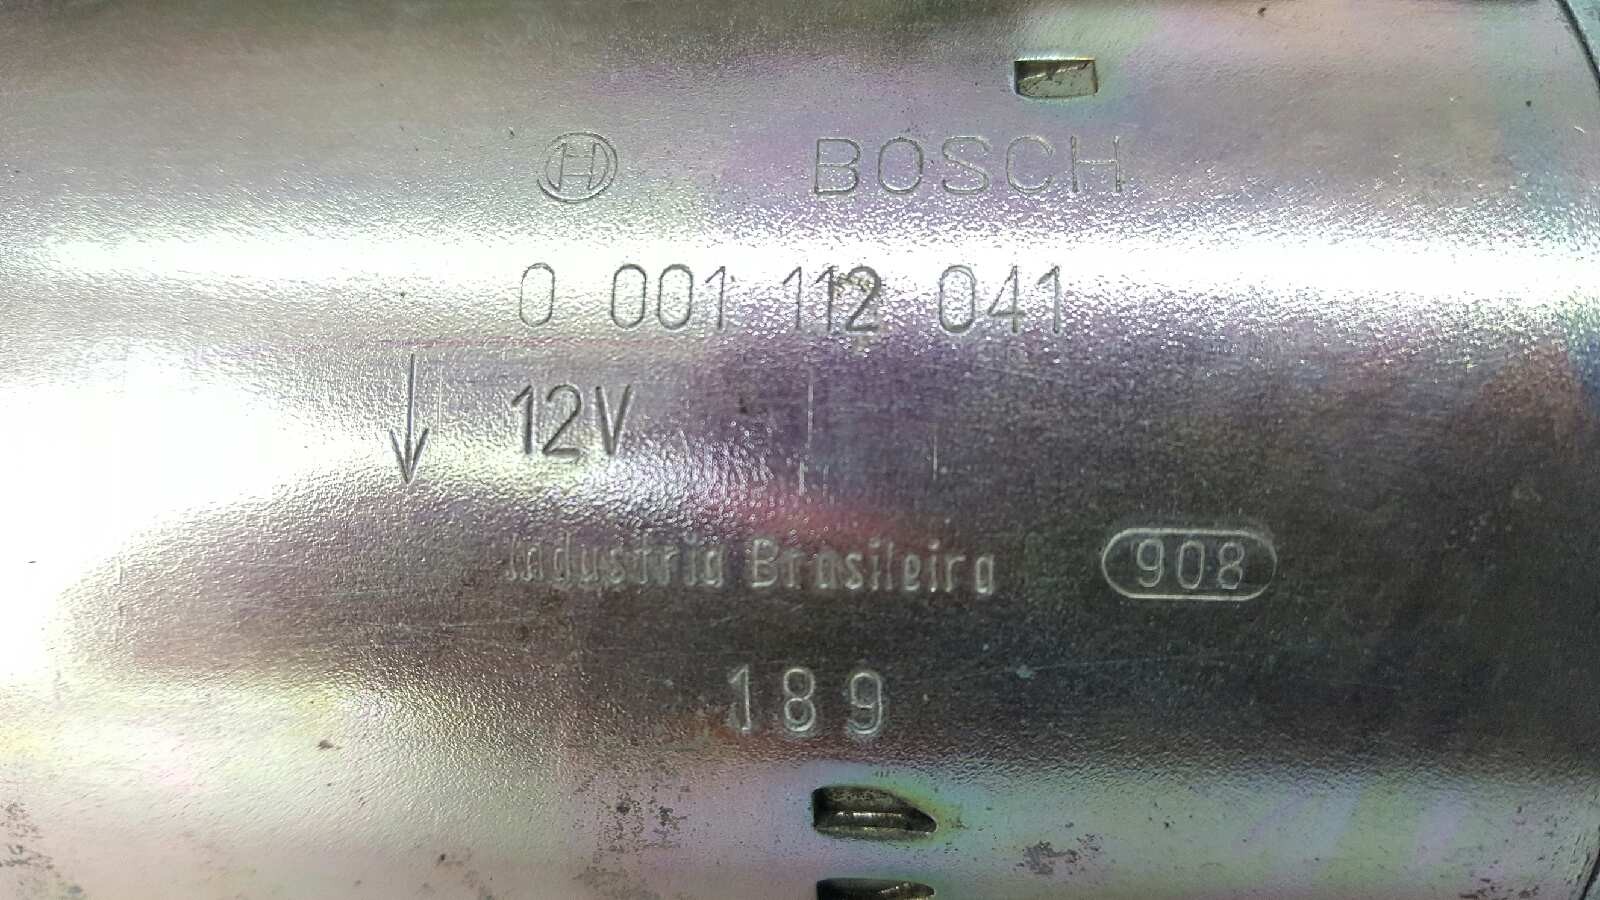 H BOSCH
0 001 112 041
12V
Industria Brasileira 908
189